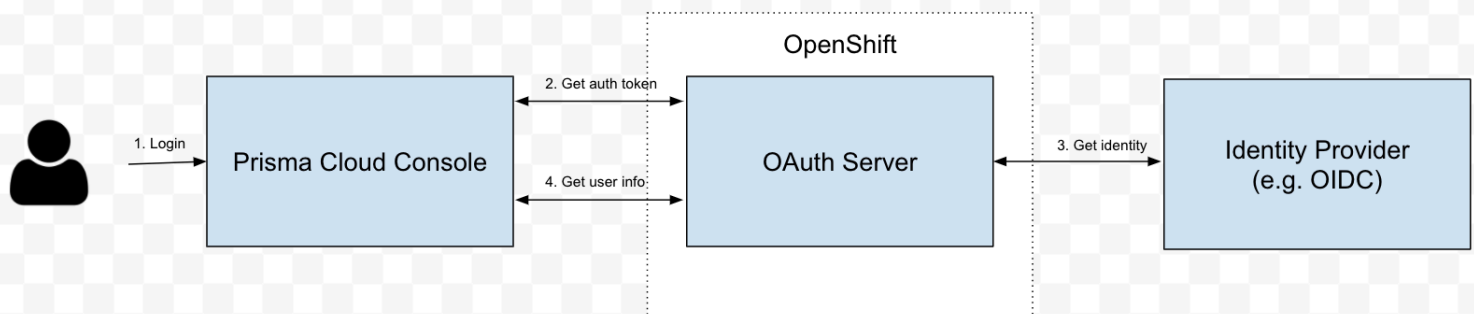 OpenShift
1. Login
Prisma Cloud Console
2. Get auth token
4. Get user info
OAuth Server
3. Get identity
Identity Provider
(e.g. OIDC)